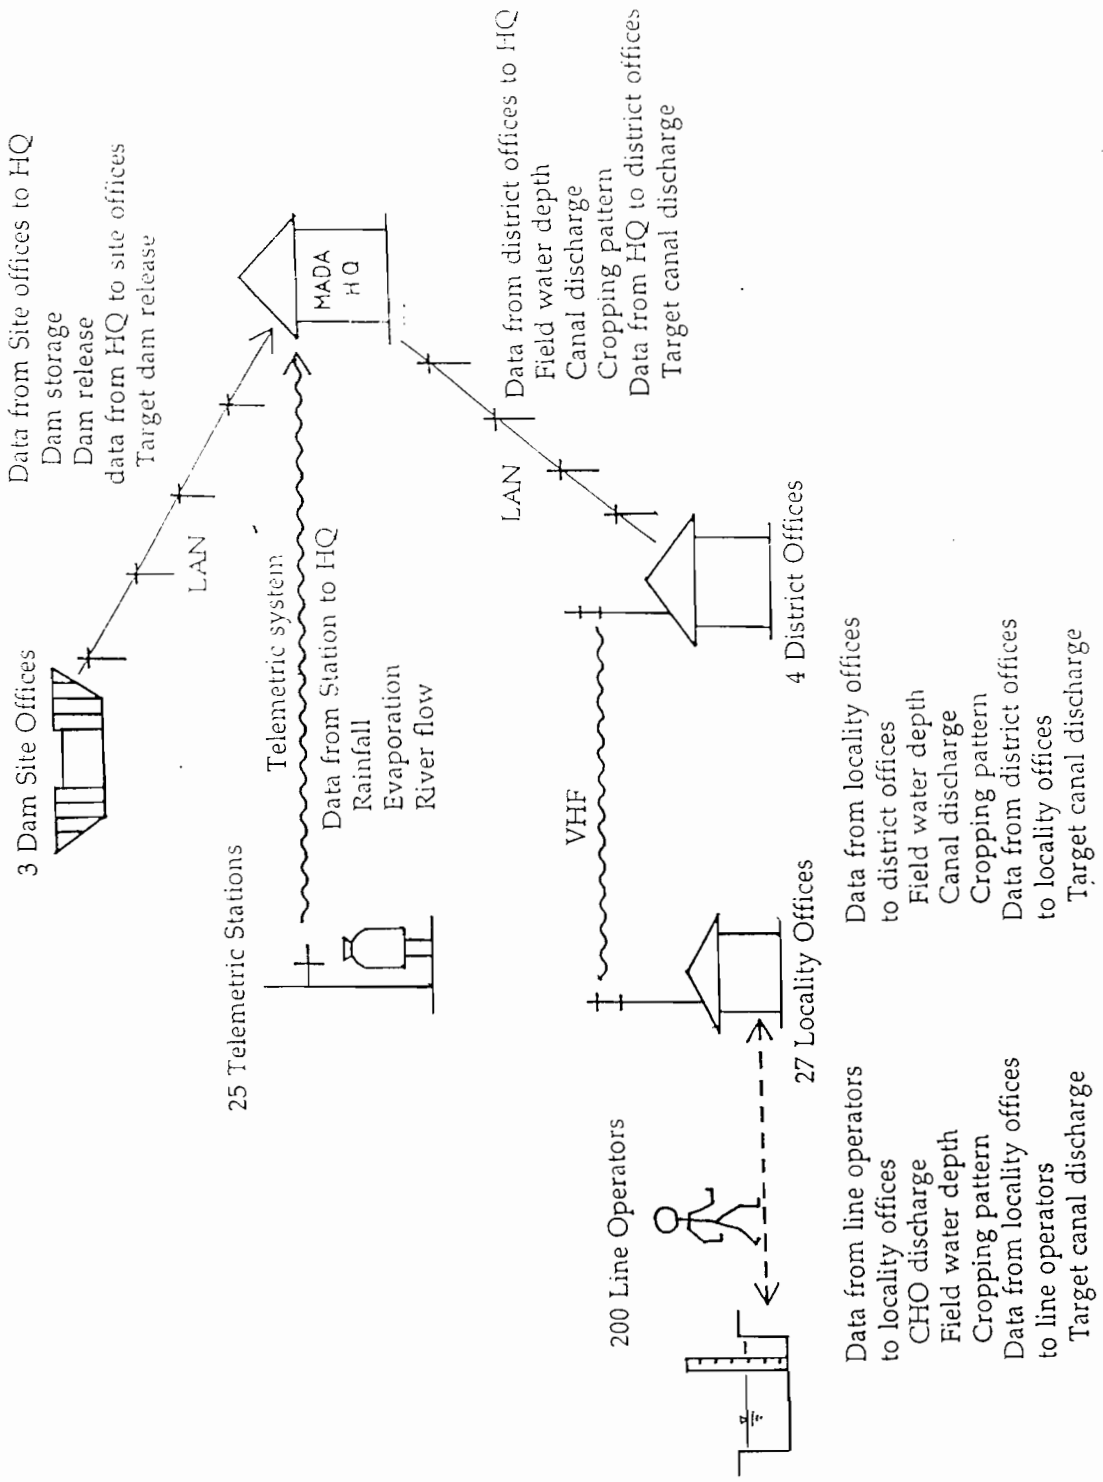 3 Dam Site Offices
Data from Site offices to HQ
Dam storage
Dam release
data from HQ to site offices
Target dam release
LAN
25 Telemetric Stations
Telemetric system
Data from Station to HQ
Rainfall
Evaporation
River flow
MADA
HQ
LAN
Data from district offices to HQ
Field water depth
Canal discharge
Cropping pattern
Data from HQ to district offices
Target canal discharge
200 Line Operators
VHF
27 Locality Offices
4 District Offices
Data from line operators
to locality offices
CHO discharge
Field water depth
Cropping pattern
Data from locality offices
to line operators
Target canal discharge
Data from locality offices
to district offices
Field water depth
Canal discharge
Cropping pattern
Data from district offices
to locality offices
Target canal discharge